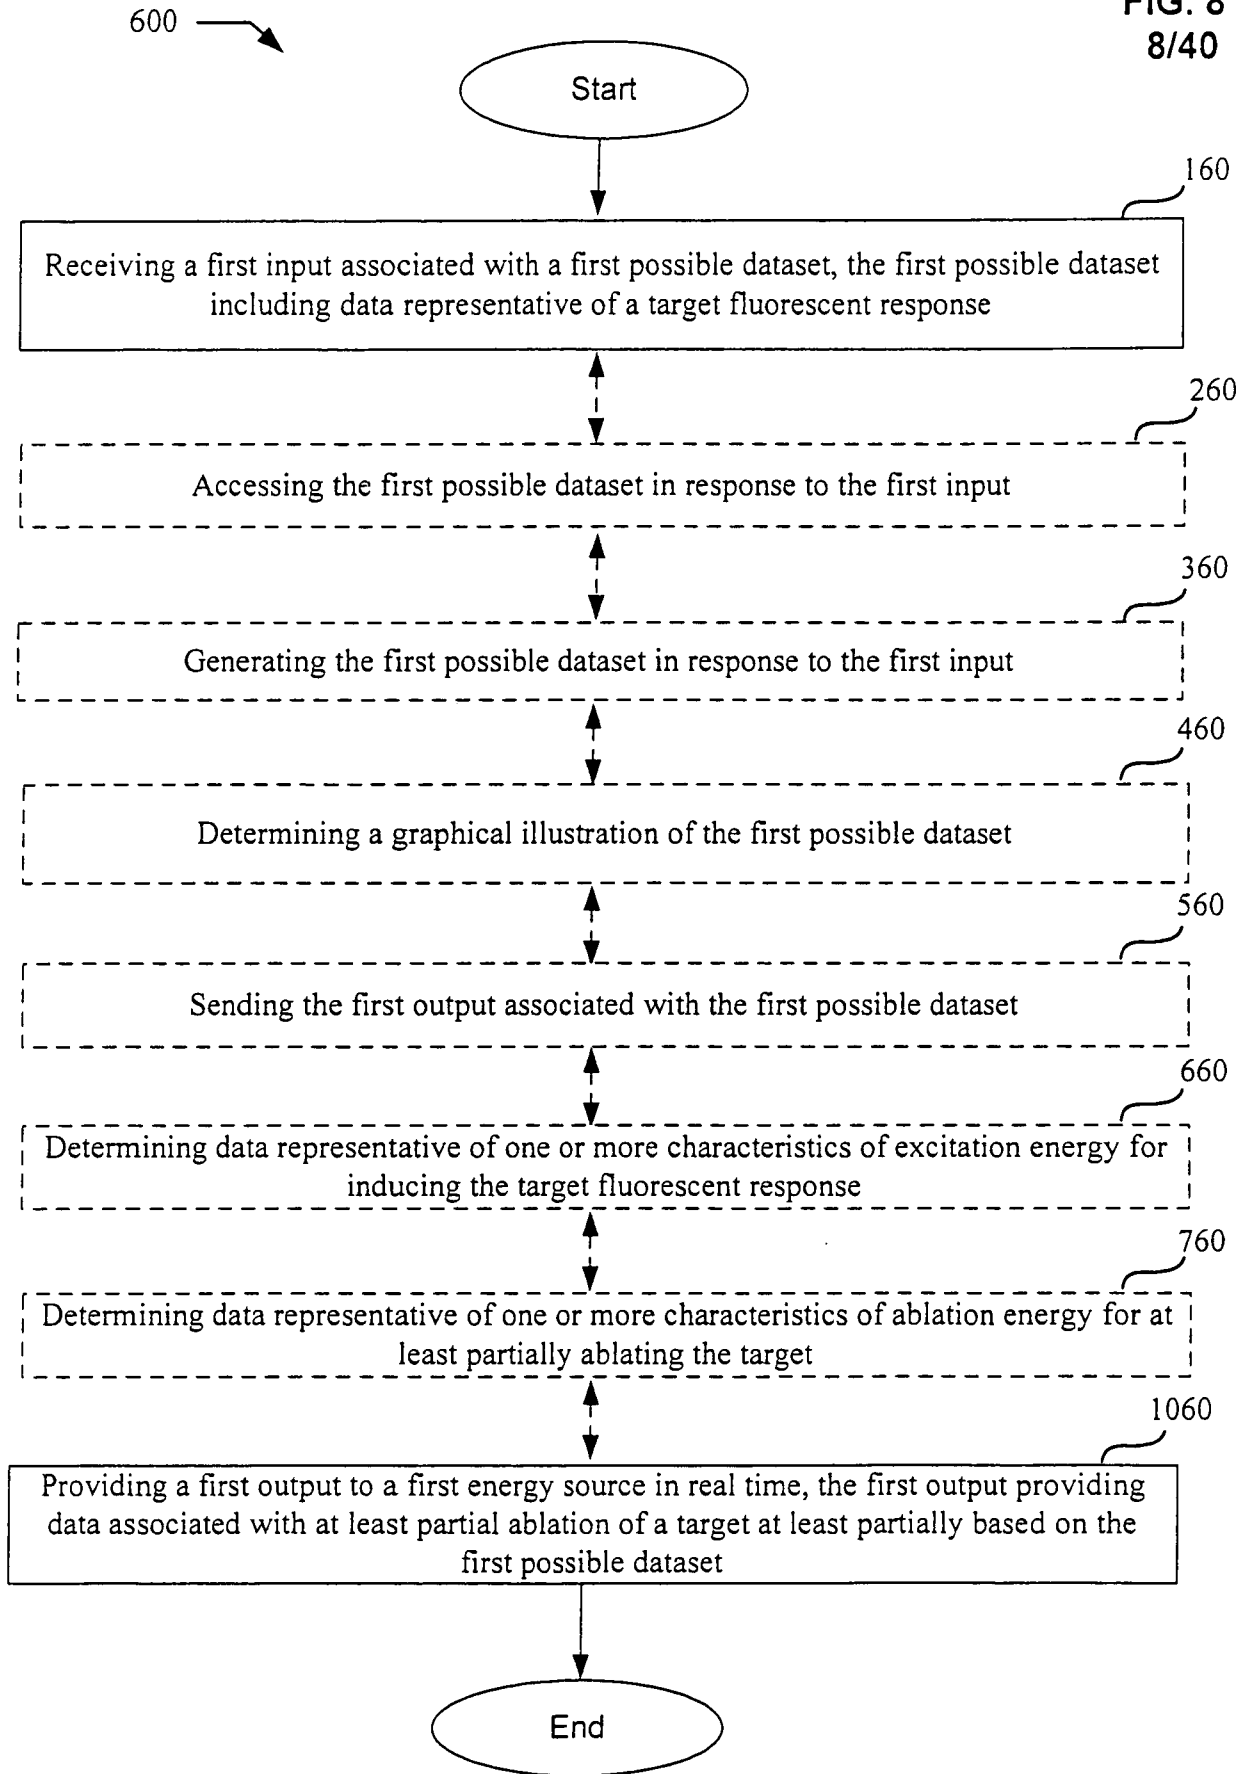 600
FIG. 8
8/40
Start
160
Receiving a first input associated with a first possible dataset, the first possible dataset
including data representative of a target fluorescent response
260
Accessing the first possible dataset in response to the first input
360
Generating the first possible dataset in response to the first input
460
Determining a graphical illustration of the first possible dataset
560
Sending the first output associated with the first possible dataset
660
Determining data representative of one or more characteristics of excitation energy for
inducing the target fluorescent response
760
Determining data representative of one or more characteristics of ablation energy for at
least partially ablating the target
1060
Providing a first output to a first energy source in real time, the first output providing
data associated with at least partial ablation of a target at least partially based on the
first possible dataset
End